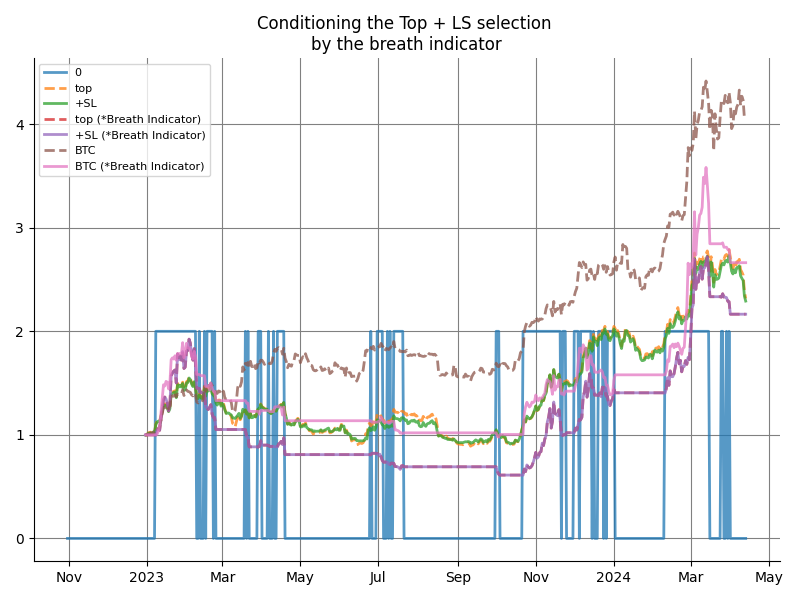 Conditioning the Top + LS selection
by the breath indicator
0
top
+SL
top (*Breath Indicator)
+SL (*Breath Indicator)
BTC
BTC (*Breath Indicator)
4
3
2
1
0
Nov 2023 Mar May Jul Sep Nov 2024 Mar May